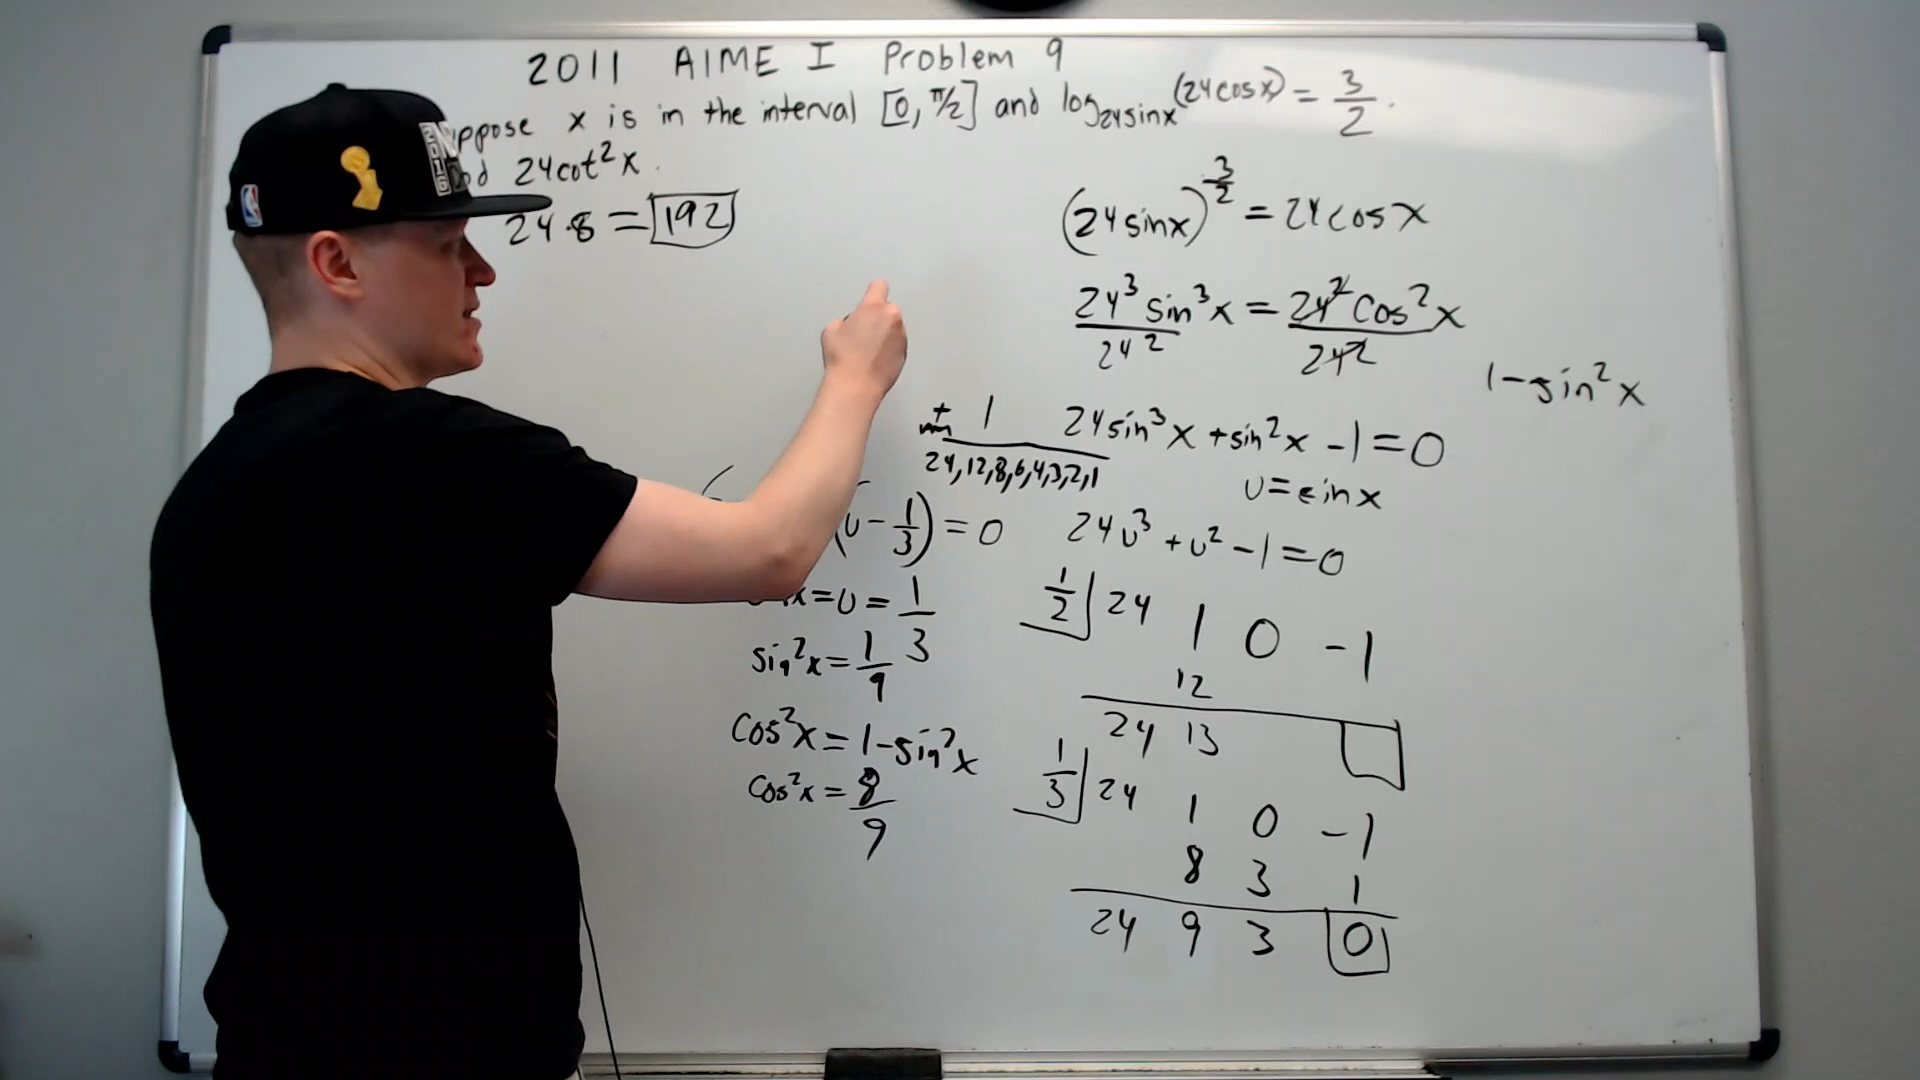 2011 AIME I Problem 9
uppose x is in the interval [0, π/2] and log_{24sinx}(24cosx) = 3/2.
24cot²x.
24·8 = 192
(24sinx)^{3/2} = 24cosx
24³sin³x/24² = 24²cos²x/24²
1-sin²x
± 1 / 24,12,8,6,4,3,2,1
24sin³x + sin²x - 1 = 0
u = sinx
(u - 1/3) = 0
24u³ + u² - 1 = 0
x = u = 1/3
sin²x = 1/9
cos²x = 1-sin²x
cos²x = 8/9
1/2 | 24 1 0 -1
12
24 13
1/3 | 24 1 0 -1
8 3 1
24 9 3 0